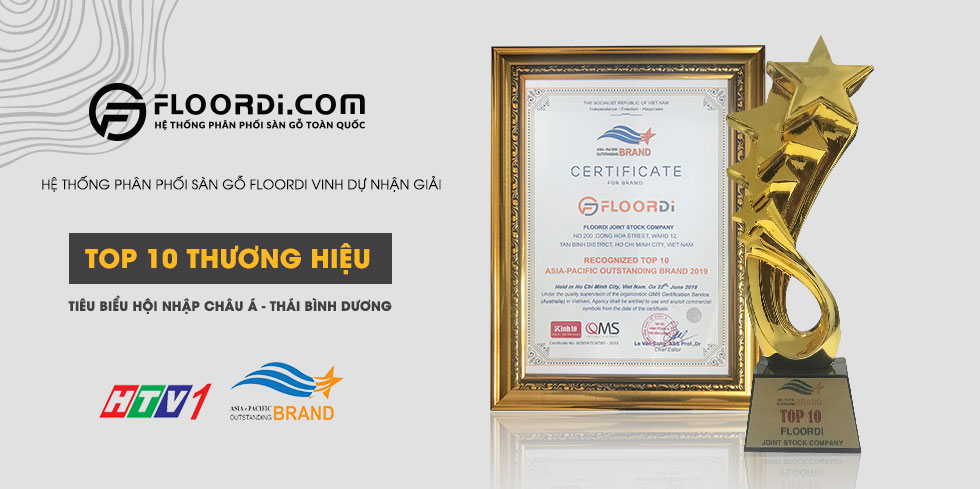 FLOORDI.COM
HỆ THỐNG PHÂN PHỐI SÀN GỖ TOÀN QUỐC
HỆ THỐNG PHÂN PHỐI SÀN GỖ FLOORDI VINH DỰ NHẬN GIẢI
TOP 10 THƯƠNG HIỆU
TIÊU BIỂU HỘI NHẬP CHÂU Á - THÁI BÌNH DƯƠNG
HTV1
ASIA - PACIFIC
OUTSTANDING BRAND
THE SOCIALIST REPUBLIC OF VIET NAM
Independence - Freedom - Happiness
ASIA - PACIFIC
OUTSTANDING BRAND
CERTIFICATE
FOR BRAND:
FLOORDI
FLOORDI JOINT STOCK COMPANY
NO.200 ,CONG HOA STREET, WARD 12,
TAN BINH DISTRICT, HO CHI MINH CITY, VIET NAM
RECOGNIZED TOP 10
ASIA-PACIFIC OUTSTANDING BRAND 2019
Held in Ho Chi Minh City, Viet Nam, On 22th June 2019
Under the quality supervision of the organization QMS Certification Service
(Australia) in Vietnam, Agency shall be entitled to use and exploit commercial
symbols from the date of the certificate.
Kinh tế
QMS
Certificate No.
Le Van Sung, ASS Prof.,Dr
Chief Editor
BRAND
TOP 10
FLOORDI
JOINT STOCK COMPANY